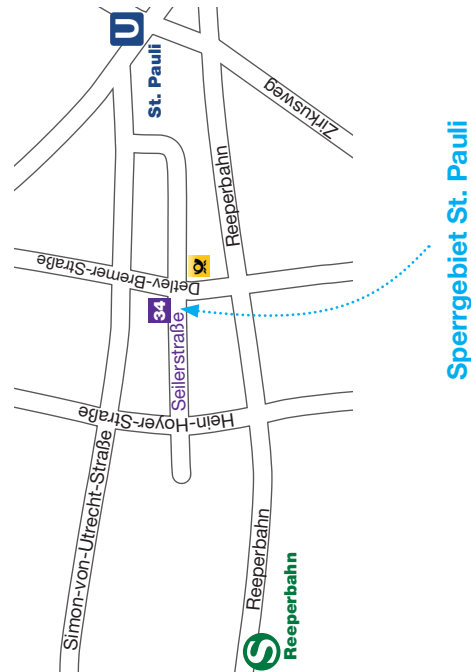 U
St. Pauli
Zirkusweg
Reeperbahn
Detlev-Bremer-Straße
34
Seilerstraße
Hein-Hoyer-Straße
Simon-von-Utrecht-Straße
Reeperbahn
S
Reeperbahn
Sperrgebiet St. Pauli